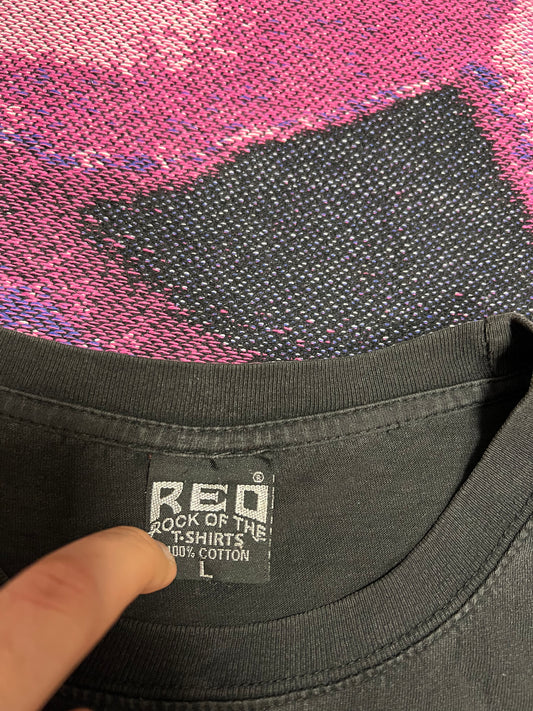 ®
RED
ROCK OF THE
T-SHIRTS
100% COTTON
L